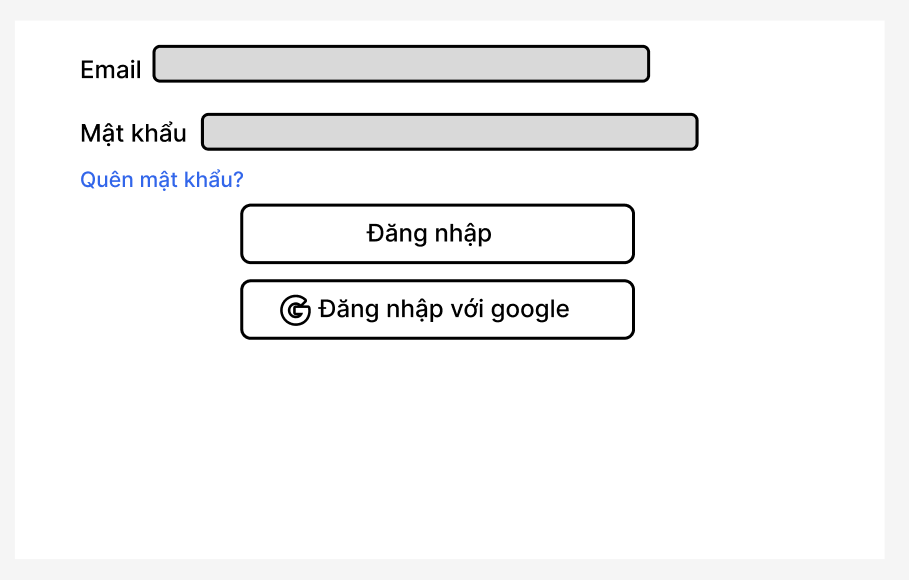 Email
Mật khẩu
Quên mật khẩu?
Đăng nhập
Đăng nhập với google